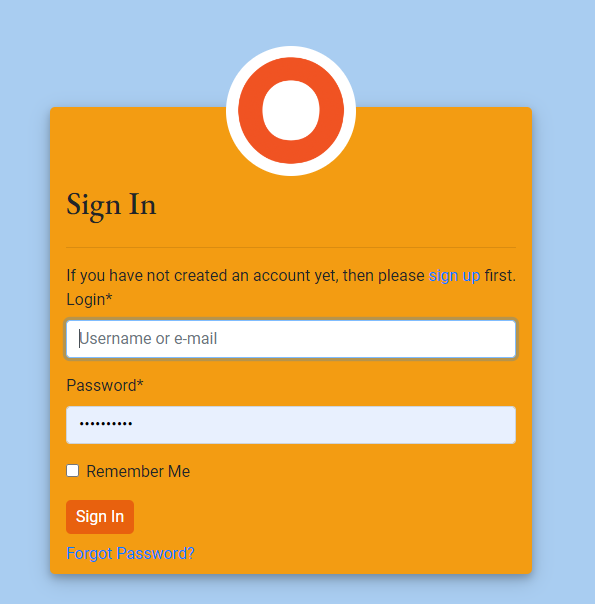 Sign In
If you have not created an account yet, then please sign up first.
Login*
Username or e-mail
Password*
••••••••••
Remember Me
Sign In
Forgot Password?